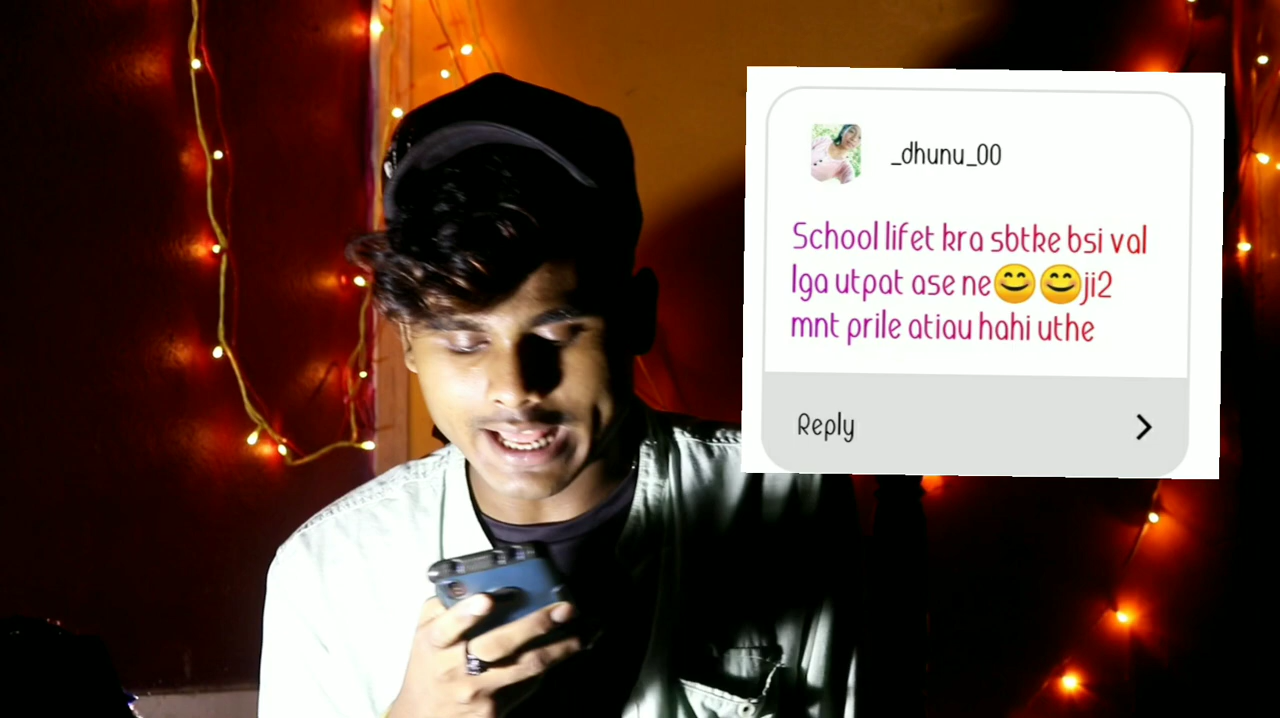 _dhunu_00
School lifet kra sbtke bsi val
lga utpat ase ne😊😊ji2
mnt prile atiau hahi uthe
Reply